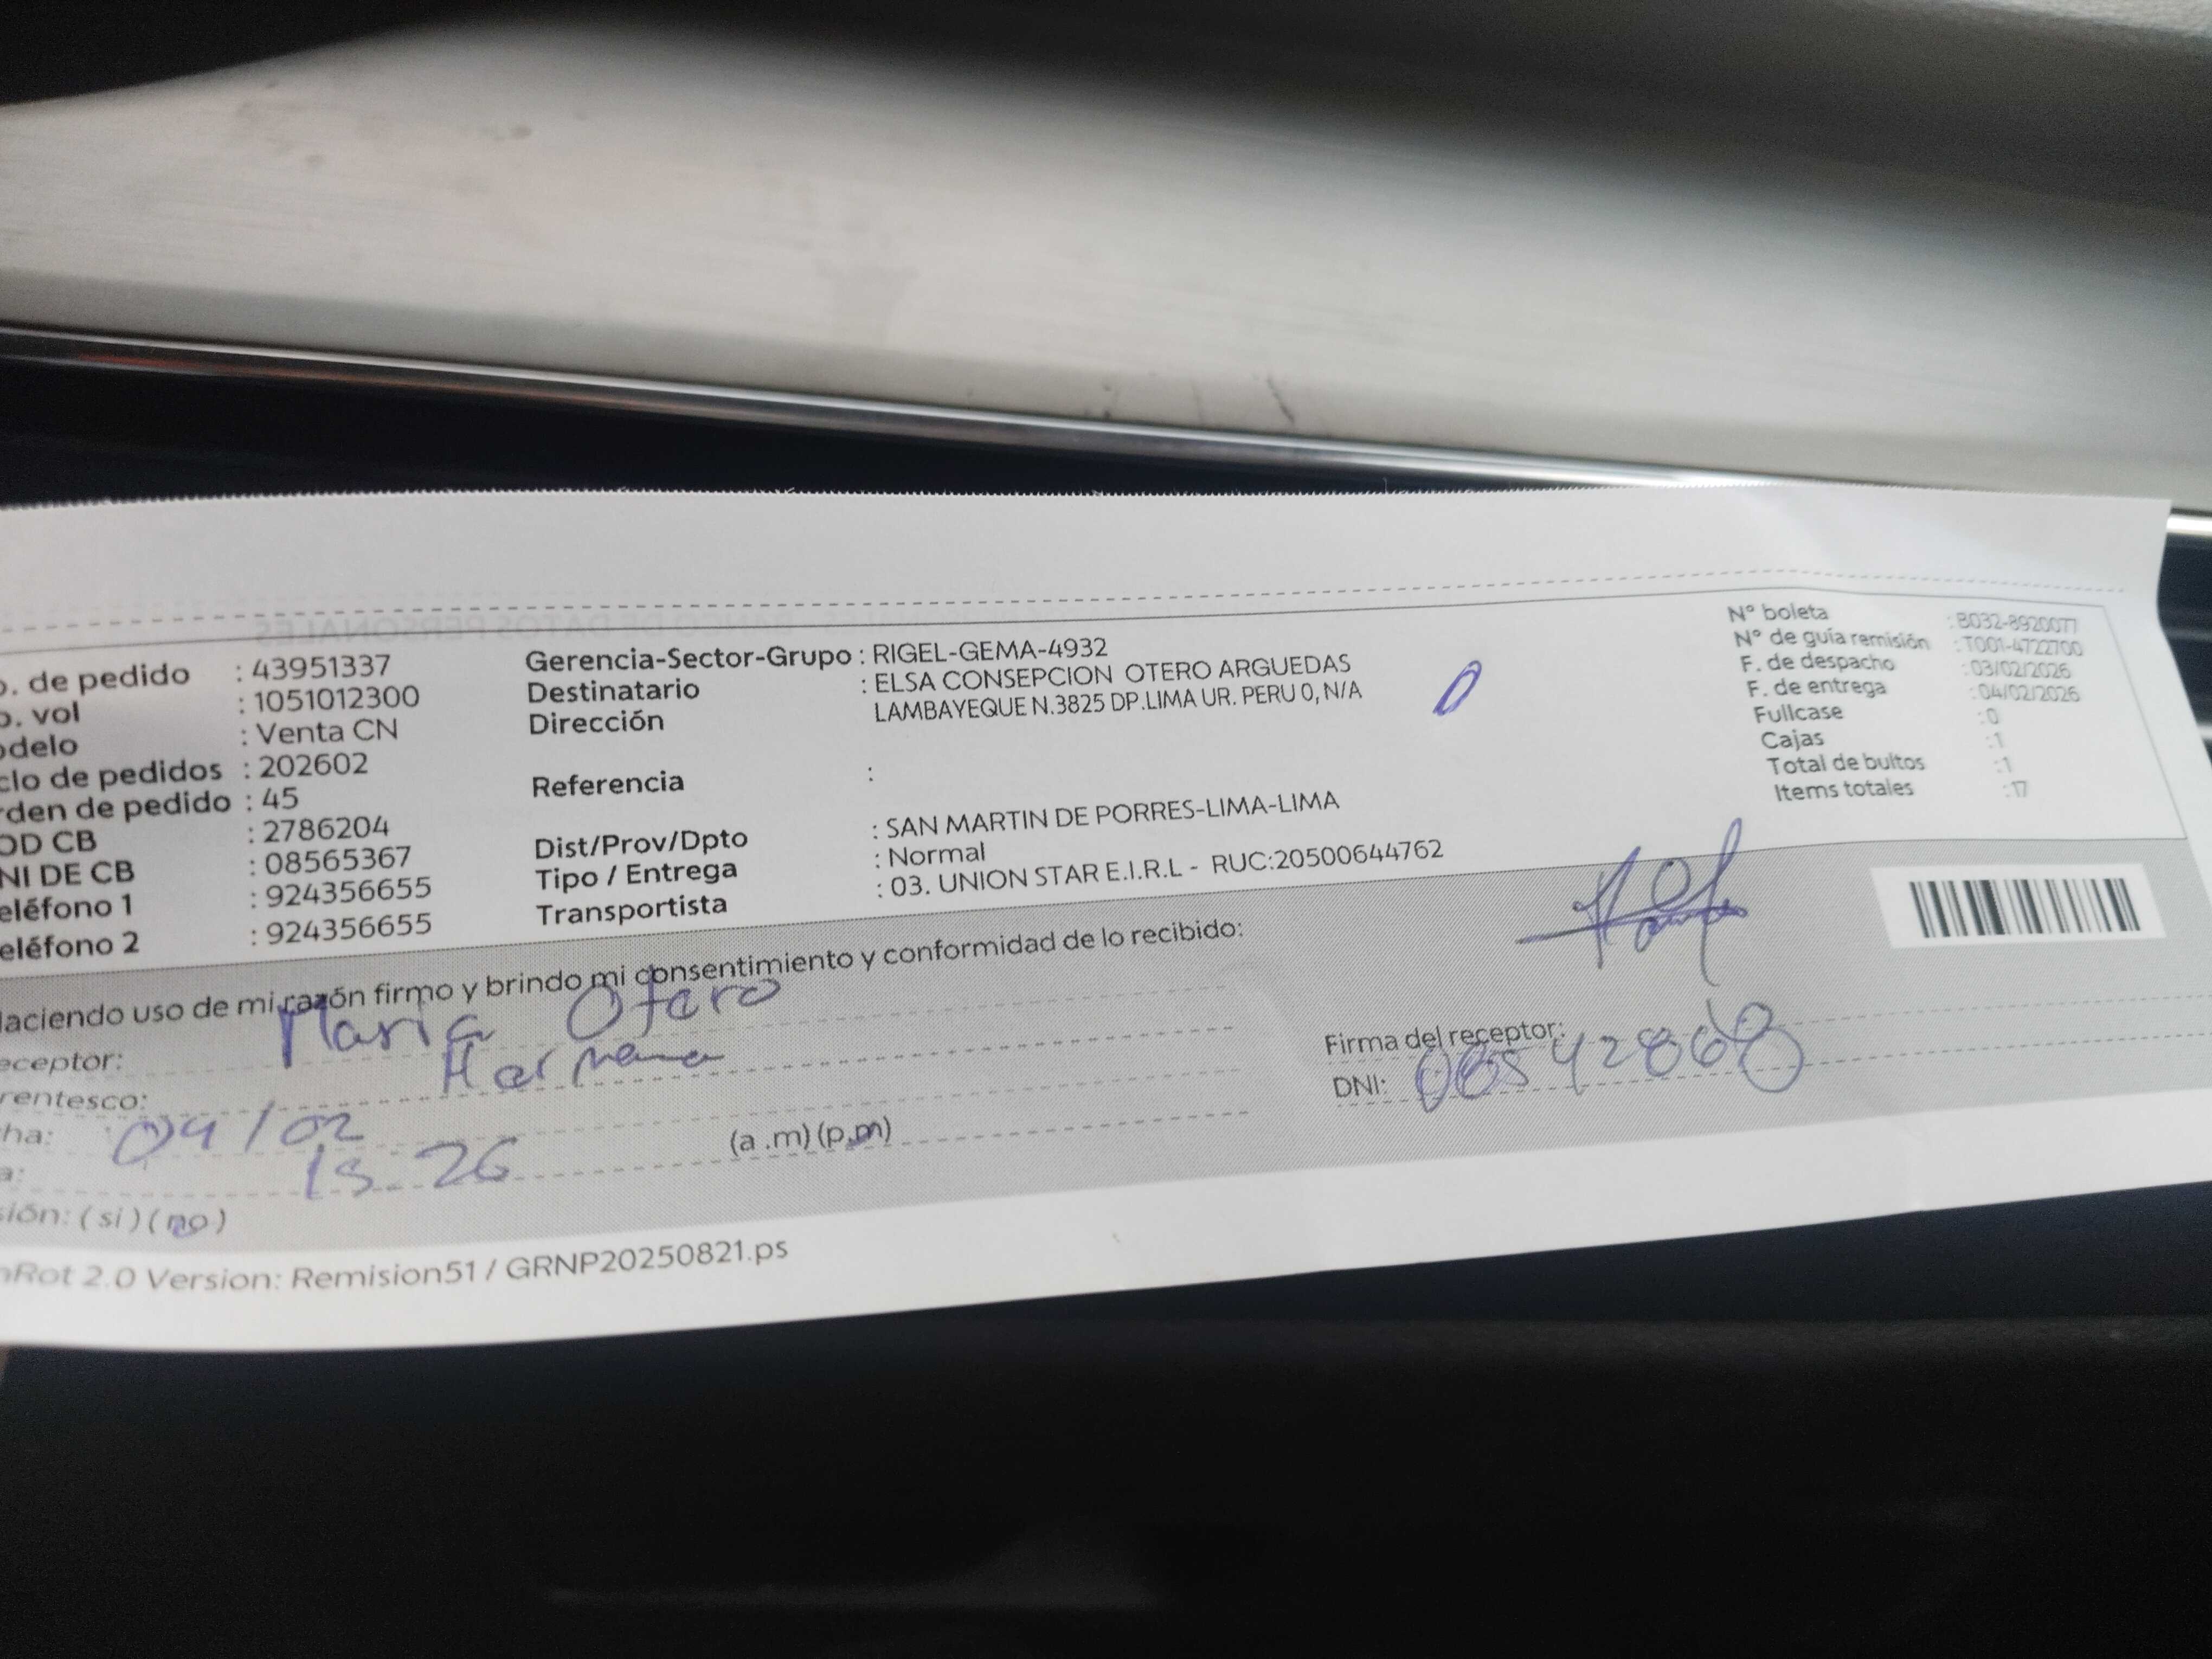 o. de pedido : 43951337
o. vol : 1051012300
odelo : Venta CN
clo de pedidos : 202602
rden de pedido : 45
OD CB : 2786204
NI DE CB : 08565367
eléfono 1 : 924356655
eléfono 2 : 924356655
Gerencia-Sector-Grupo : RIGEL-GEMA-4932
Destinatario : ELSA CONSEPCION OTERO ARGUEDAS
Dirección LAMBAYEQUE N.3825 DP.LIMA UR. PERU 0, N/A
Referencia :
Dist/Prov/Dpto : SAN MARTIN DE PORRES-LIMA-LIMA
Tipo / Entrega : Normal
Transportista : 03. UNION STAR E.I.R.L - RUC:20500644762
N° boleta : B032-8920077
N° de guía remisión : T001-4722700
F. de despacho : 03/02/2026
F. de entrega : 04/02/2026
Fullcase : 0
Cajas : 1
Total de bultos : 1
Items totales : 17
Haciendo uso de mi razón firmo y brindo mi consentimiento y conformidad de lo recibido:
eceptor: Maria Otero
rentesco: Hermana
ha: 04/02
a: 15 26 (a .m) (p.m)
sión: ( si ) ( no )
Firma del receptor:
DNI: 08542868
Rot 2.0 Version: Remision51 / GRNP20250821.ps